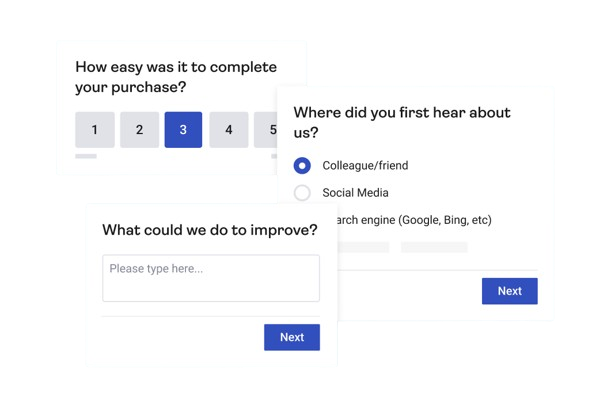 How easy was it to complete
your purchase?
1 2 3 4 5
Where did you first hear about
us?
Colleague/friend
Social Media
arch engine (Google, Bing, etc)
Next
What could we do to improve?
Please type here...
Next